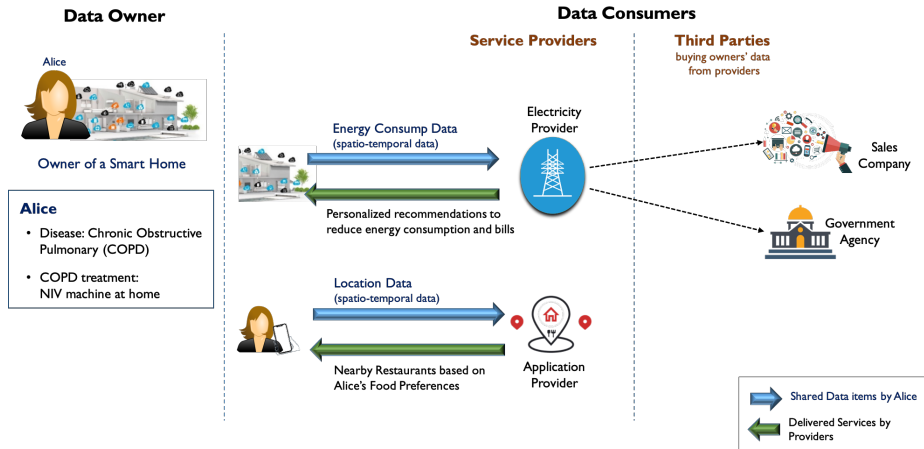 Data Owner
Data Consumers
Service Providers
Third Parties
buying owners' data
from providers
Alice
Owner of a Smart Home
Alice
• Disease: Chronic Obstructive
Pulmonary (COPD)
• COPD treatment:
NIV machine at home
Energy Consump Data
(spatio-temporal data)
Personalized recommendations to
reduce energy consumption and bills
Electricity
Provider
Sales
Company
Government
Agency
Location Data
(spatio-temporal data)
Nearby Restaurants based on
Alice's Food Preferences
Application
Provider
Shared Data items by Alice
Delivered Services by
Providers